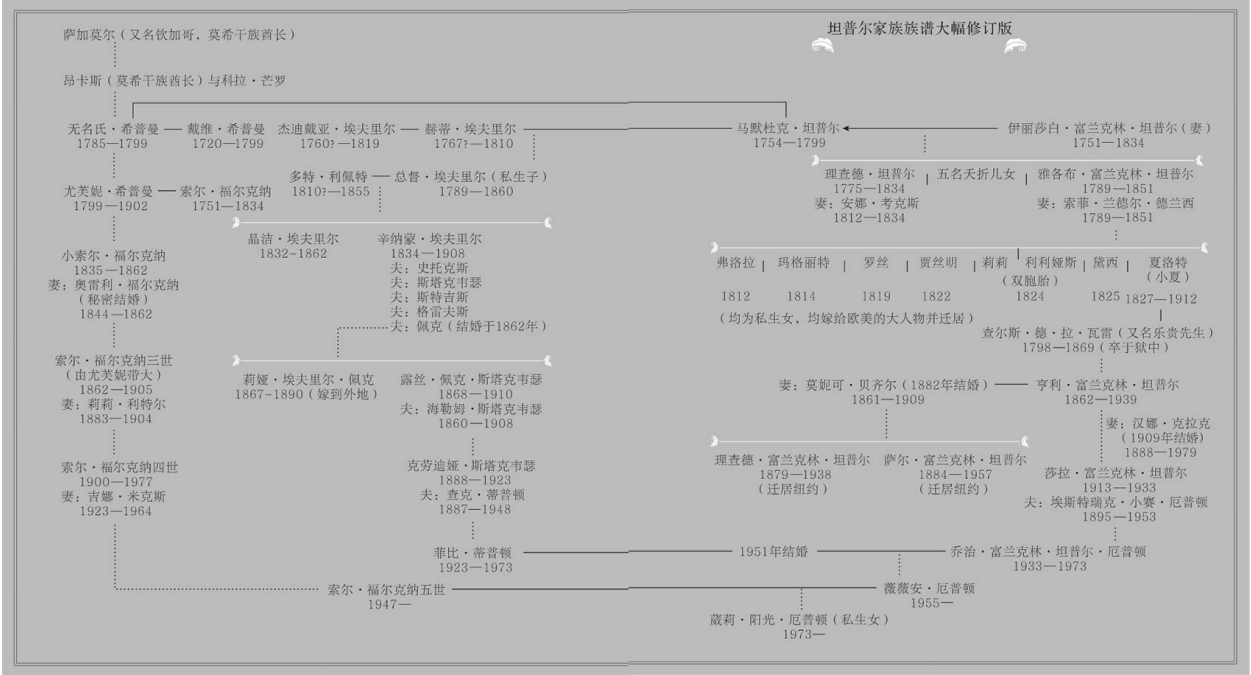 坦普尔家族族谱大幅修订版
萨加莫尔（又名钦加哥，莫希干族酋长）
昂卡斯（莫希干族酋长）与科拉·芒罗
无名氏·希普曼
1785—1799
戴维·希普曼
1720—1799
杰迪戴亚·埃夫里尔
1760?—1819
赫蒂·埃夫里尔
1767?—1810
马默杜克·坦普尔
1754—1799
伊丽莎白·富兰克林·坦普尔（妻）
1751—1834
尤芙妮·希普曼
1799—1902
索尔·福尔克纳
1751—1834
多特·利佩特
1810?—1855
总督·埃夫里尔（私生子）
1789—1860
理查德·坦普尔
1775—1834
妻：安娜·考克斯
1812—1834
五名夭折儿女
雅各布·富兰克林·坦普尔
1789—1851
妻：索菲·兰德尔·德兰西
1789—1851
小索尔·福尔克纳
1835—1862
妻：奥雷利·福尔克纳
（秘密结婚）
1844—1862
晶洁·埃夫里尔
1832-1862
辛纳蒙·埃夫里尔
1834—1908
夫：史托克斯
夫：斯塔克韦瑟
夫：斯特吉斯
夫：格雷夫斯
夫：佩克（结婚于1862年）
弗洛拉
1812
玛格丽特
1814
罗丝
1819
贾丝明
1822
莉莉
利利娅斯
（双胞胎）
1824
黛西
1825
夏洛特
（小夏）
1827—1912
（均为私生女，均嫁给欧美的大人物并迁居）
查尔斯·德·拉·瓦雷（又名乐贵先生）
1798—1869（卒于狱中）
索尔·福尔克纳三世
（由尤芙妮带大）
1862—1905
妻：莉莉·利特尔
1883—1904
莉娅·埃夫里尔·佩克
1867-1890（嫁到外地）
露丝·佩克·斯塔克韦瑟
1868—1910
夫：海勒姆·斯塔克韦瑟
1860—1908
妻：莫妮可·贝齐尔（1882年结婚）
1861—1909
亨利·富兰克林·坦普尔
1862—1939
妻：汉娜·克拉克
（1909年结婚）
1888—1979
索尔·福尔克纳四世
1900—1977
妻：吉娜·米克斯
1923—1964
克劳迪娅·斯塔克韦瑟
1888—1923
夫：查克·蒂普顿
1887—1948
理查德·富兰克林·坦普尔
1879—1938
（迁居纽约）
萨尔·富兰克林·坦普尔
1884—1957
（迁居纽约）
莎拉·富兰克林·坦普尔
1913—1933
夫：埃斯特瑞克·小赛·厄普顿
1895—1953
菲比·蒂普顿
1923—1973
1951年结婚
乔治·富兰克林·坦普尔·厄普顿
1933—1973
索尔·福尔克纳五世
1947—
薇薇安·厄普顿
1955—
葳莉·阳光·厄普顿（私生女）
1973—